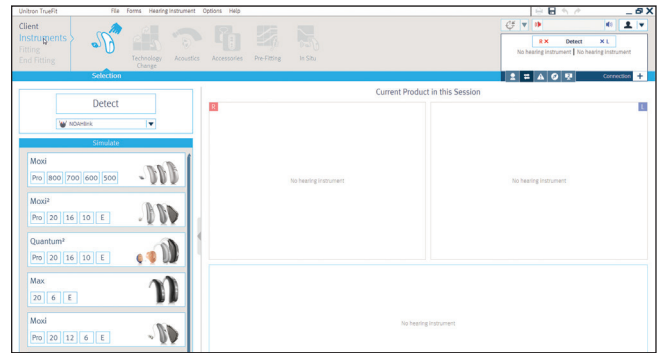 Unitron TrueFit File Forms Hearing Instrument Options Help
Client
Instruments
Fitting
End Fitting
Technology Change
Acoustics
Accessories
Pre-Fitting
In Situ
Selection
R X Detect X L
No hearing instrument No hearing instrument
Connection +
Detect
NOAHlink
Simulate
Moxi
Pro 800 700 600 500
Moxi²
Pro 20 16 10 E
Quantum²
Pro 20 16 10 E
Max
20 6 E
Moxi
Pro 20 12 6 E
Current Product in this Session
R
L
No hearing instrument
No hearing instrument
No hearing instrument